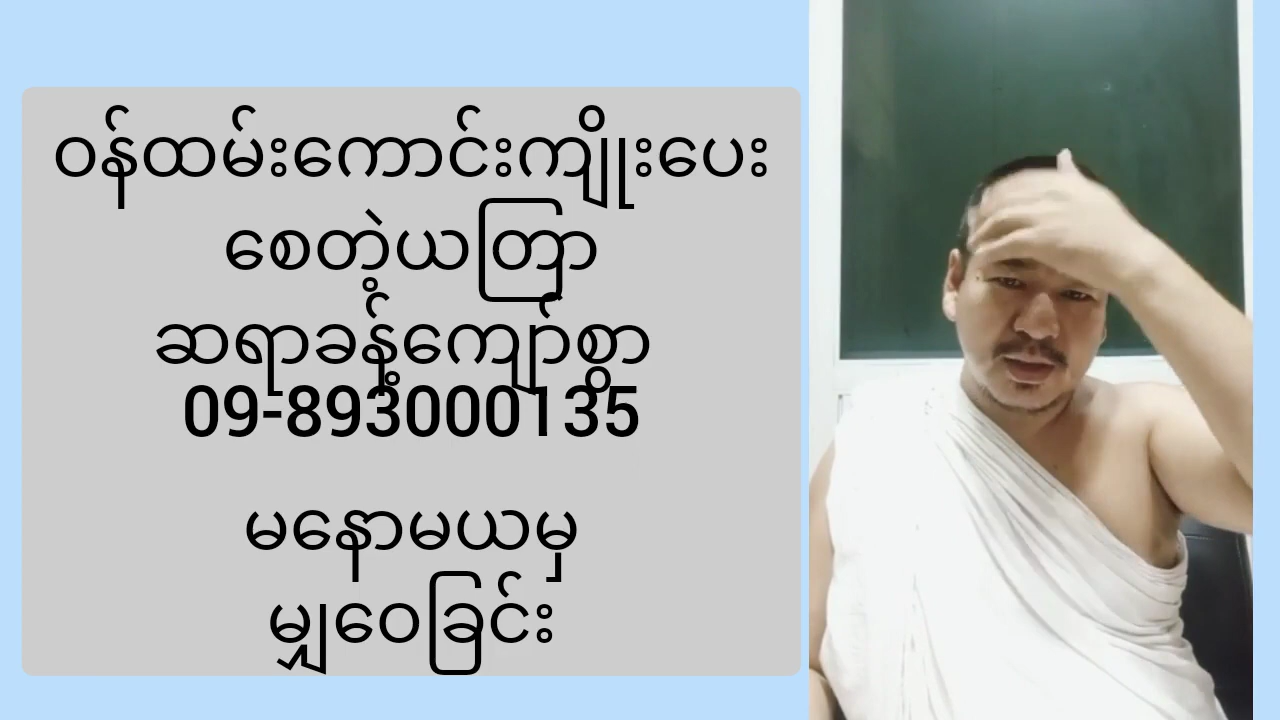 ဝန်ထမ်းကောင်းကျိုးပေး
စေတဲ့ယတြာ
ဆရာခန့်ကျော်စွာ
09-893000135
မနောမယမှ
မျှဝေခြင်း